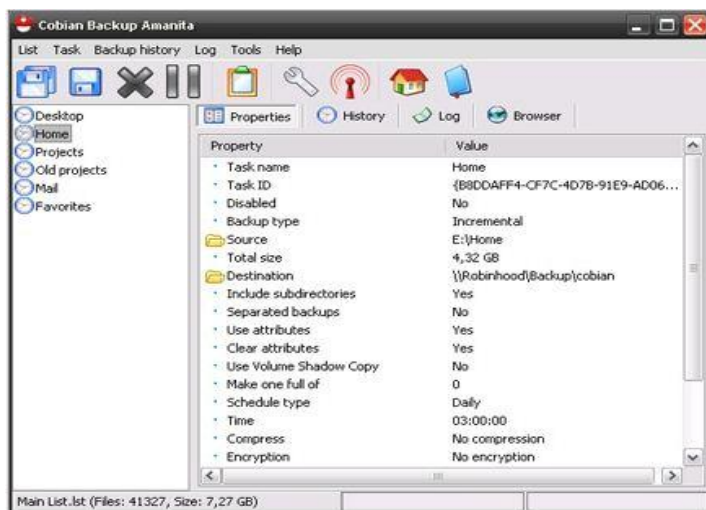 Cobian Backup Amanita
List Task Backup history Log Tools Help
Desktop
Home
Projects
Old projects
Mail
Favorites
Properties History Log Browser
Property Value
Task name Home
Task ID {B8DDAFF4-CF7C-4D7B-91E9-AD06...
Disabled No
Backup type Incremental
Source E:\Home
Total size 4,32 GB
Destination \\Robinhood\Backup\cobian
Include subdirectories Yes
Separated backups No
Use attributes Yes
Clear attributes Yes
Use Volume Shadow Copy No
Make one full of 0
Schedule type Daily
Time 03:00:00
Compress No compression
Encryption No encryption
Main List.lst (Files: 41327, Size: 7,27 GB)